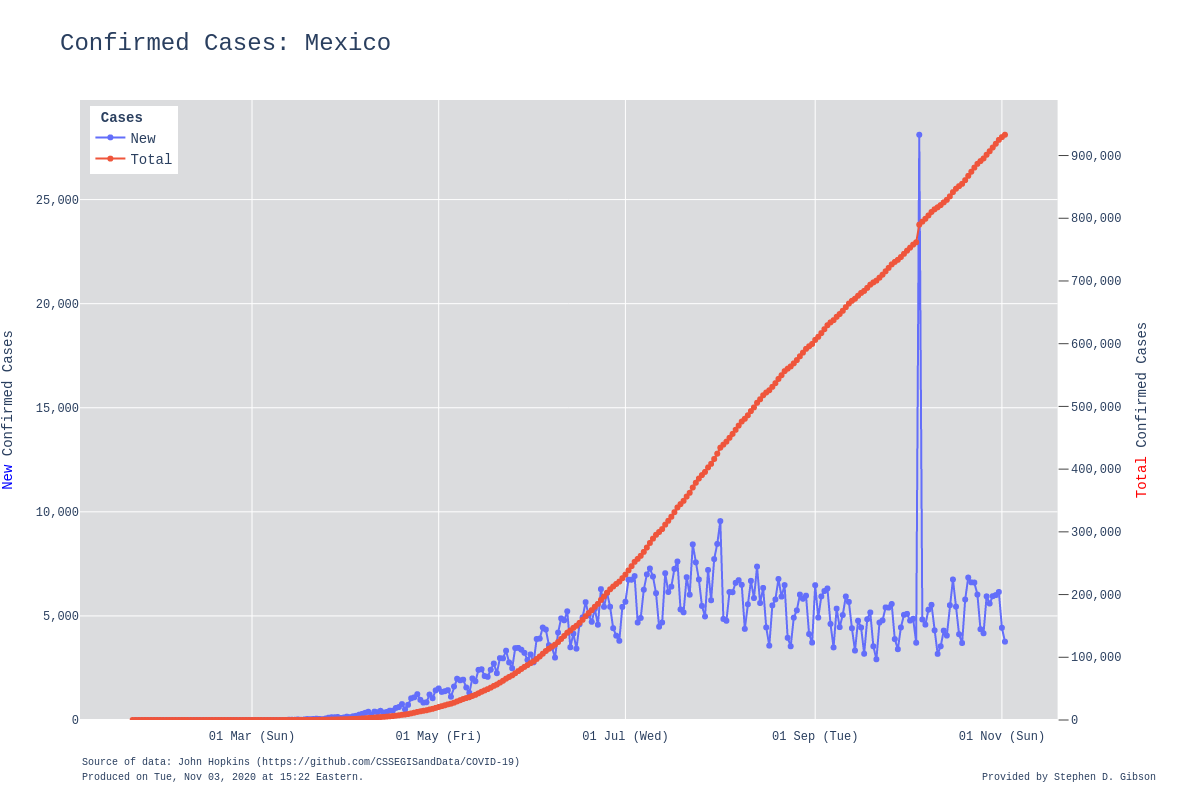 Confirmed Cases: Mexico
Cases
New
Total
25,000
20,000
15,000
10,000
5,000
0
New Confirmed Cases
900,000
800,000
700,000
600,000
500,000
400,000
300,000
200,000
100,000
0
Total Confirmed Cases
01 Mar (Sun)
01 May (Fri)
01 Jul (Wed)
01 Sep (Tue)
01 Nov (Sun)
Source of data: John Hopkins (https://github.com/CSSEGISandData/COVID-19)
Produced on Tue, Nov 03, 2020 at 15:22 Eastern.
Provided by Stephen D. Gibson